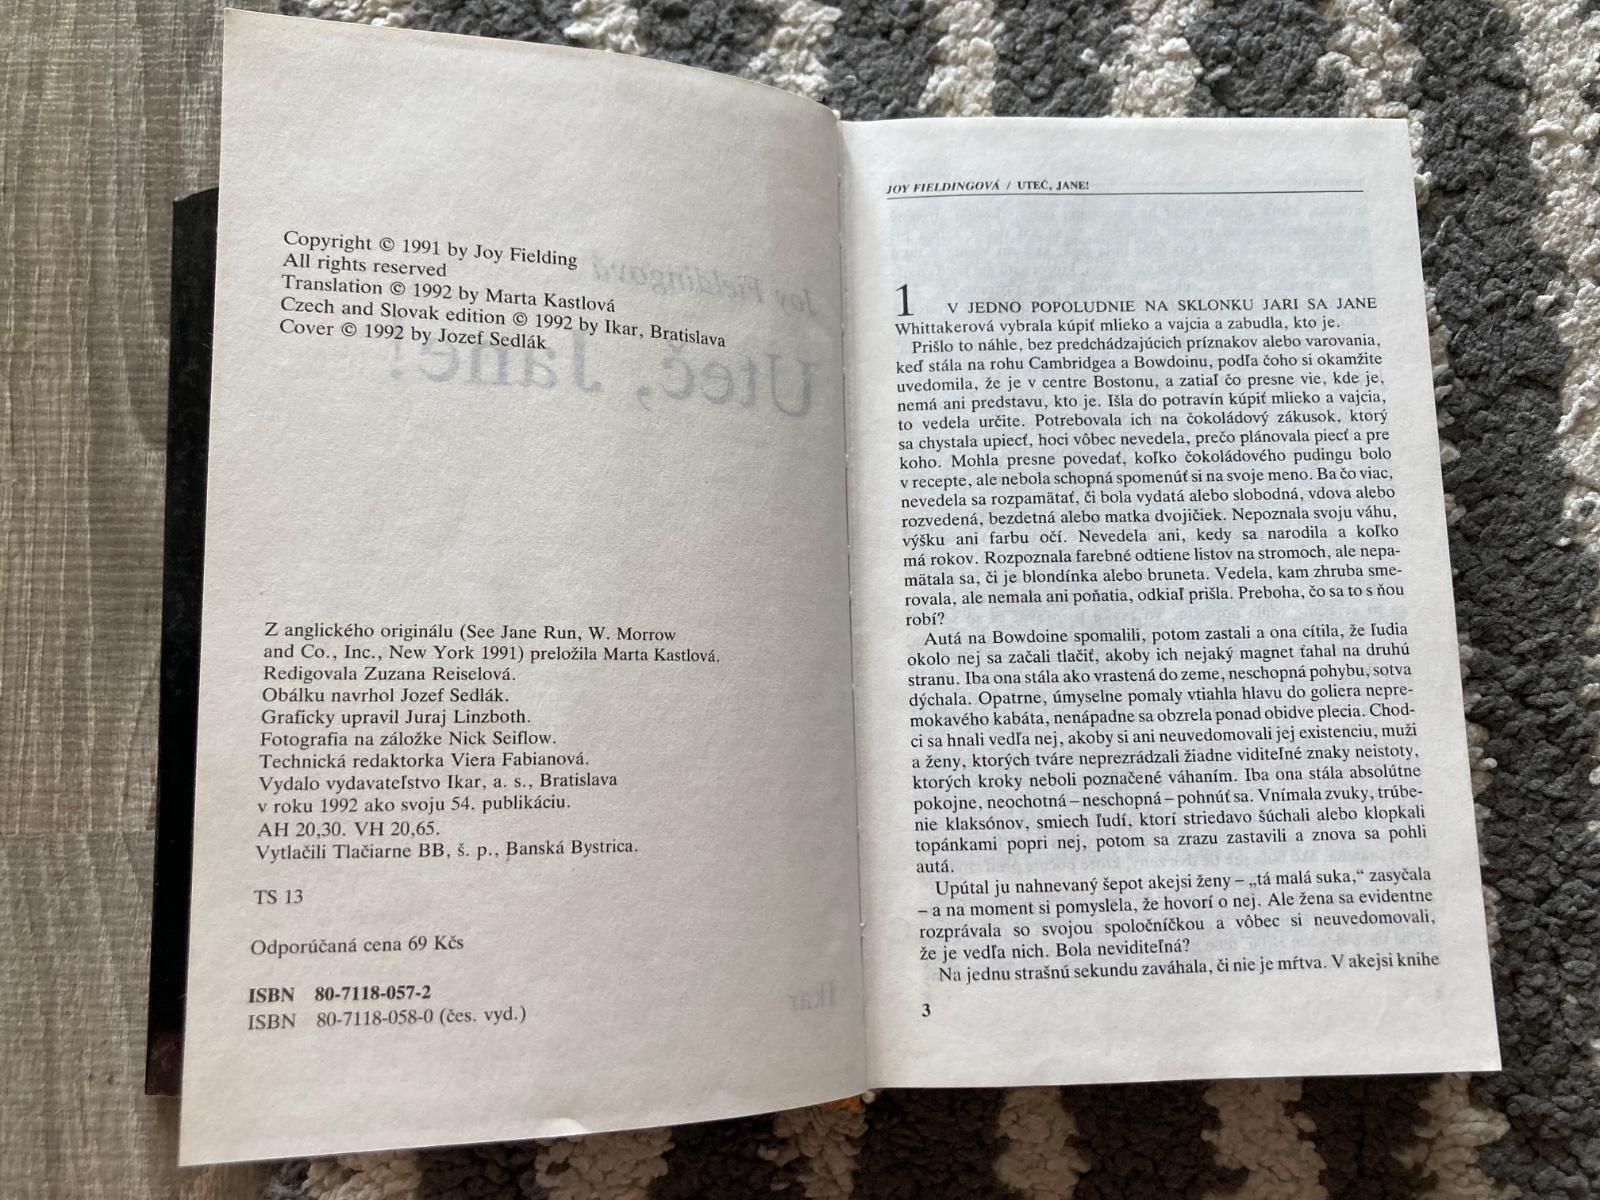 Copyright © 1991 by Joy Fielding
All rights reserved
Translation © 1992 by Marta Kastlová
Czech and Slovak edition © 1992 by Ikar, Bratislava
Cover © 1992 by Jozef Sedlák
Z anglického originálu (See Jane Run, W. Morrow
and Co., Inc., New York 1991) preložila Marta Kastlová.
Redigovala Zuzana Reiselová.
Obálku navrhol Jozef Sedlák.
Graficky upravil Juraj Linzboth.
Fotografia na záložke Nick Seiflow.
Technická redaktorka Viera Fabianová.
Vydalo vydavateľstvo Ikar, a. s., Bratislava
v roku 1992 ako svoju 54. publikáciu.
AH 20,30. VH 20,65.
Vytlačili Tlačiarne BB, š. p., Banská Bystrica.
TS 13
Odporúčaná cena 69 Kčs
ISBN 80-7118-057-2
ISBN 80-7118-058-0 (čes. vyd.)
JOY FIELDINGOVÁ / UTEČ, JANE!
1 V JEDNO POPOLUDNIE NA SKLONKU JARI SA JANE
Whittakerová vybrala kúpiť mlieko a vajcia a zabudla, kto je.
Prišlo to náhle, bez predchádzajúcich príznakov alebo varovania,
keď stála na rohu Cambridgea a Bowdoinu, podľa čoho si okamžite
uvedomila, že je v centre Bostonu, a zatiaľ čo presne vie, kde je,
nemá ani predstavu, kto je. Išla do potravín kúpiť mlieko a vajcia,
to vedela určite. Potrebovala ich na čokoládový zákusok, ktorý
sa chystala upiecť, hoci vôbec nevedela, prečo plánovala piecť a pre
koho. Mohla presne povedať, koľko čokoládového pudingu bolo
v recepte, ale nebola schopná spomenúť si na svoje meno. Ba čo viac,
nevedela sa rozpamätať, či bola vydatá alebo slobodná, vdova alebo
rozvedená, bezdetná alebo matka dvojičiek. Nepoznala svoju váhu,
výšku ani farbu očí. Nevedela ani, kedy sa narodila a koľko
má rokov. Rozpoznala farebné odtiene listov na stromoch, ale nepa-
mätala sa, či je blondínka alebo bruneta. Vedela, kam zhruba sme-
rovala, ale nemala ani poňatia, odkiaľ prišla. Preboha, čo sa to s ňou
robí?
Autá na Bowdoine spomalili, potom zastali a ona cítila, že ľudia
okolo nej sa začali tlačiť, akoby ich nejaký magnet ťahal na druhú
stranu. Iba ona stála ako vrastená do zeme, neschopná pohybu, sotva
dýchala. Opatrne, úmyselne pomaly vtiahla hlavu do goliera nepre-
mokavého kabáta, nenápadne sa obzrela ponad obidve plecia. Chod-
ci sa hnali vedľa nej, akoby si ani neuvedomovali jej existenciu, muži
a ženy, ktorých tváre neprezrádzali žiadne viditeľné znaky neistoty,
ktorých kroky neboli poznačené váhaním. Iba ona stála absolútne
pokojne, neochotná – neschopná – pohnúť sa. Vnímala zvuky, trúbe-
nie klaksónov, smiech ľudí, ktorí striedavo šúchali alebo klopkali
topánkami popri nej, potom sa zrazu zastavili a znova sa pohli
autá.
Upútal ju nahnevaný šepot akejsi ženy – „tá malá suka,“ zasyčala
– a na moment si pomyslela, že hovorí o nej. Ale žena sa evidentne
rozprávala so svojou spoločníčkou a vôbec si neuvedomovali,
že je vedľa nich. Bola neviditeľná?
Na jednu strašnú sekundu zaváhala, či nie je mŕtva. V akejsi knihe
3